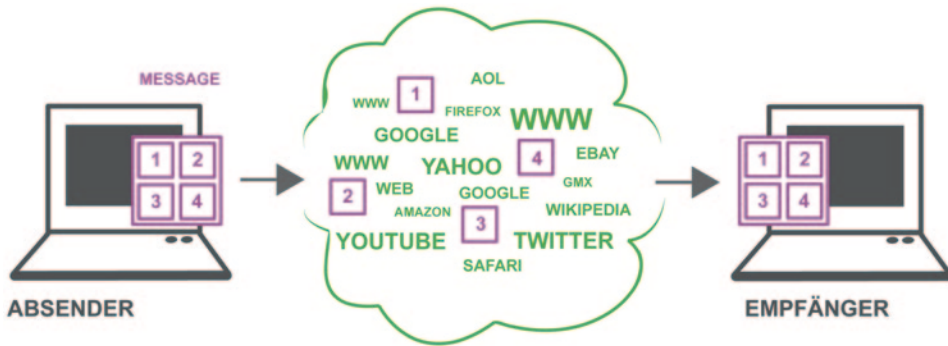 MESSAGE
1 2
3 4
ABSENDER
AOL
1
WWW
FIREFOX
WWW
GOOGLE
WWW
YAHOO
4
EBAY
2
WEB
GOOGLE
GMX
AMAZON
3
WIKIPEDIA
YOUTUBE
TWITTER
SAFARI
1 2
3 4
EMPFÄNGER